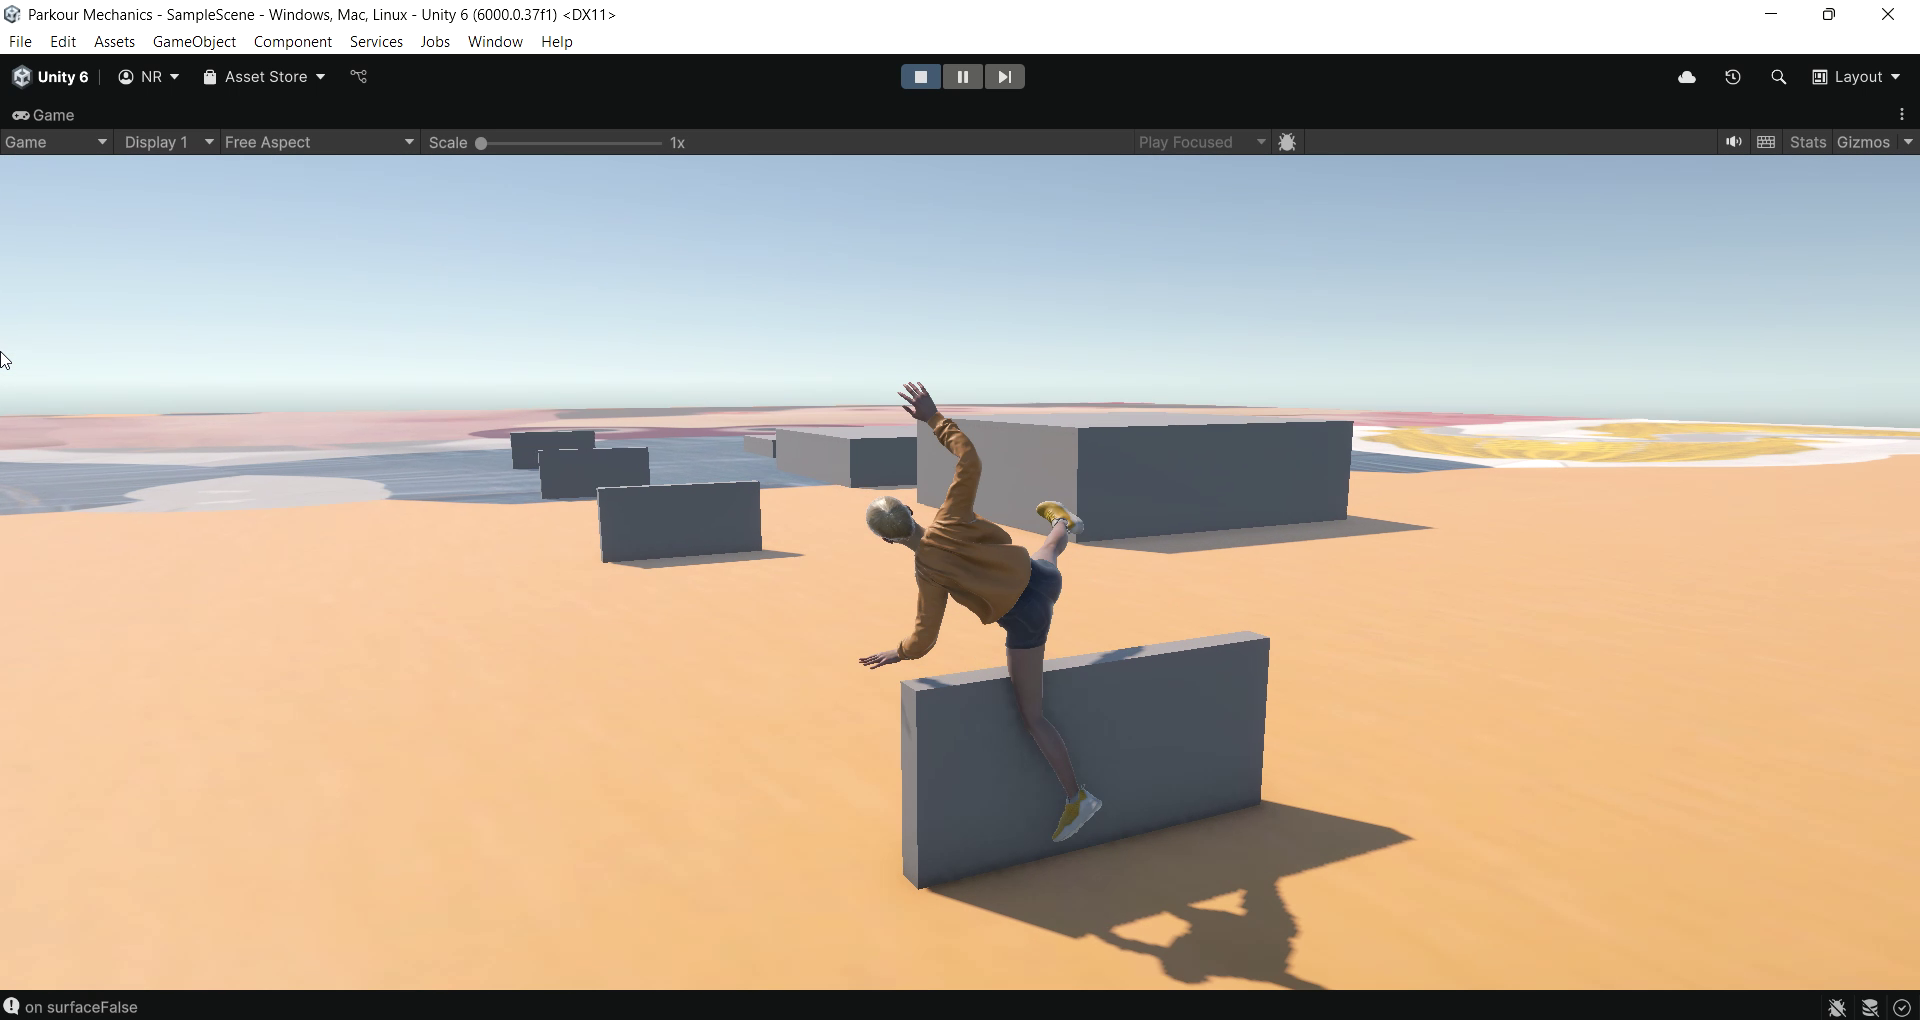 Parkour Mechanics - SampleScene - Windows, Mac, Linux - Unity 6 (6000.0.37f1) <DX11>
File Edit Assets GameObject Component Services Jobs Window Help
Unity 6 NR Asset Store Layout
Game
Game Display 1 Free Aspect Scale 1x Play Focused Stats Gizmos
on surfaceFalse